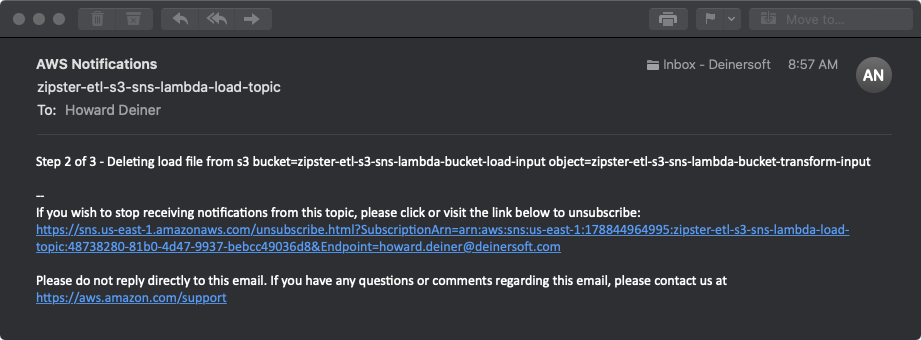 Move to...
AWS Notifications
Inbox - Deinersoft 8:57 AM
AN
zipster-etl-s3-sns-lambda-load-topic
To: Howard Deiner
Step 2 of 3 - Deleting load file from s3 bucket=zipster-etl-s3-sns-lambda-bucket-load-input object=zipster-etl-s3-sns-lambda-bucket-transform-input
--
If you wish to stop receiving notifications from this topic, please click or visit the link below to unsubscribe:
https://sns.us-east-1.amazonaws.com/unsubscribe.html?SubscriptionArn=arn:aws:sns:us-east-1:178844964995:zipster-etl-s3-sns-lambda-load-
topic:48738280-81b0-4d47-9937-bebcc49036d8&Endpoint=howard.deiner@deinersoft.com
Please do not reply directly to this email. If you have any questions or comments regarding this email, please contact us at
https://aws.amazon.com/support